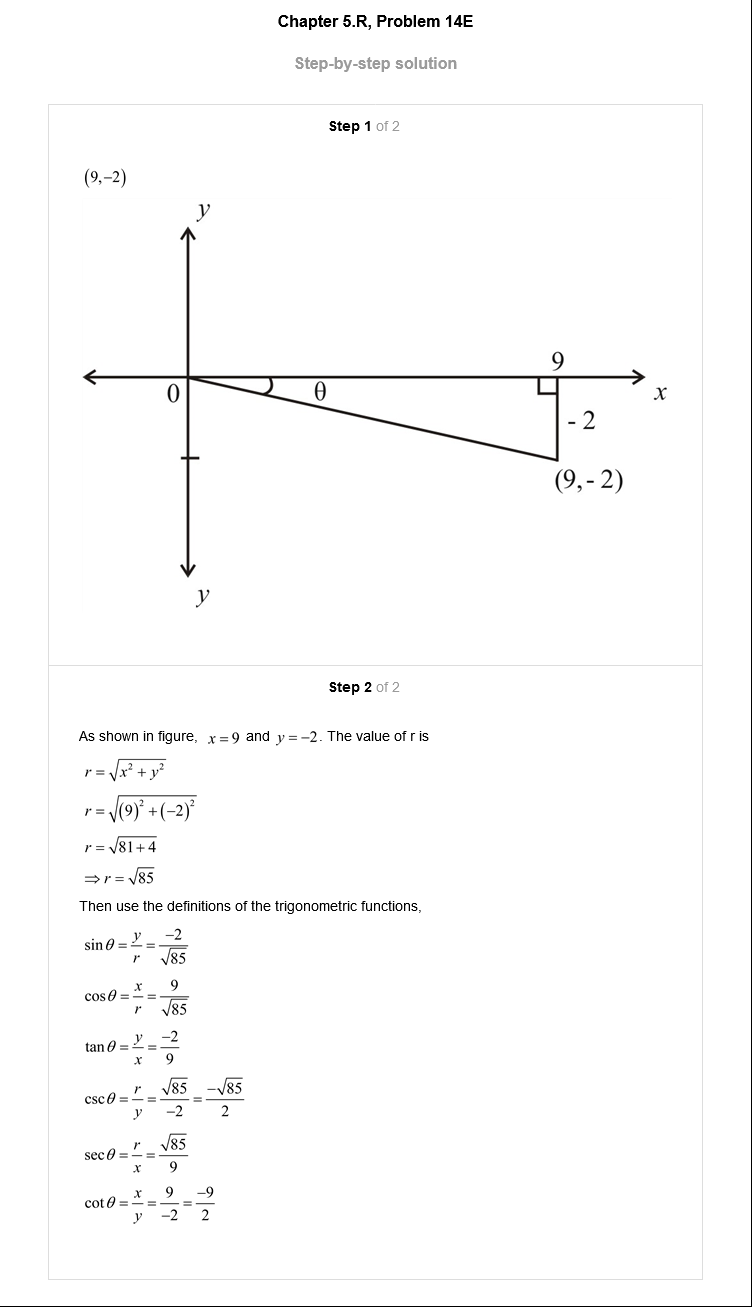 Chapter 5.R, Problem 14E
Step-by-step solution
Step 1 of 2
(9,−2)
y
9
0
θ
x
- 2
(9,- 2)
y
Step 2 of 2
As shown in figure, x = 9 and y = −2. The value of r is
r = √(x² + y²)
r = √((9)² + (−2)²)
r = √(81+4)
⇒ r = √85
Then use the definitions of the trigonometric functions,
sin θ = y/r = −2/√85
cos θ = x/r = 9/√85
tan θ = y/x = −2/9
csc θ = r/y = √85/−2 = −√85/2
sec θ = r/x = √85/9
cot θ = x/y = 9/−2 = −9/2